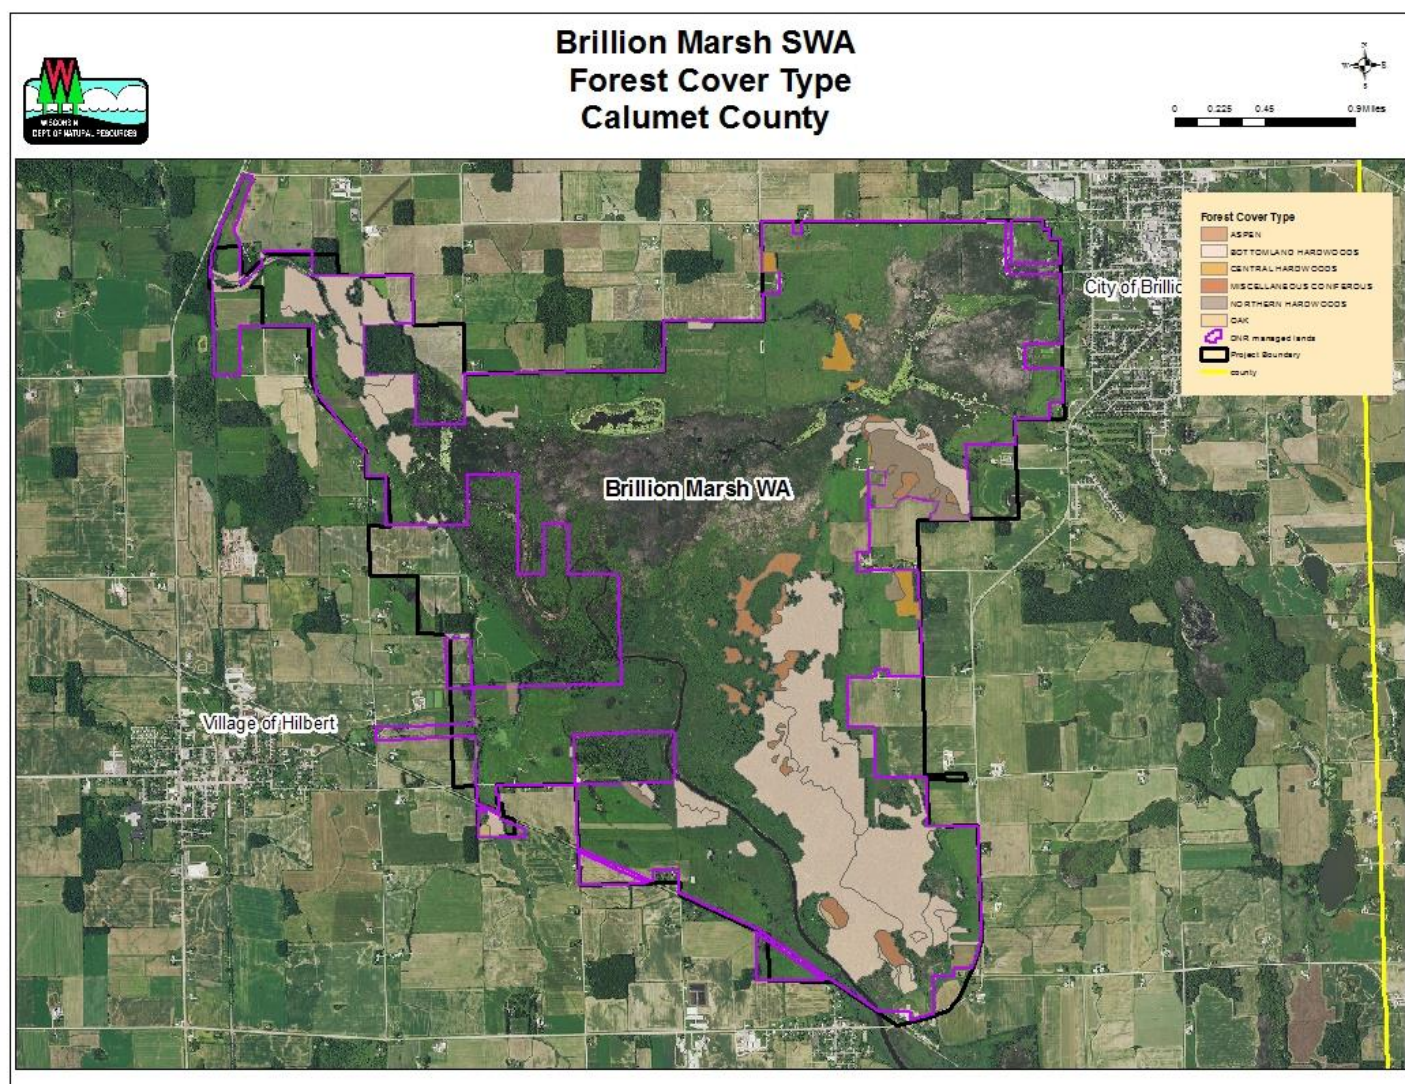 Brillion Marsh SWA
Forest Cover Type
Calumet County
W
WISCONSIN
DEPT. OF NATURAL RESOURCES
0 0.225 0.45 0.9 Miles
Forest Cover Type
ASPEN
BOTTOMLAND HARDWOODS
CENTRAL HARDWOODS
MISCELLANEOUS CONIFEROUS
NORTHERN HARDWOODS
OAK
DNR managed lands
Project Boundary
county
City of Brillio
Brillion Marsh WA
Village of Hilbert